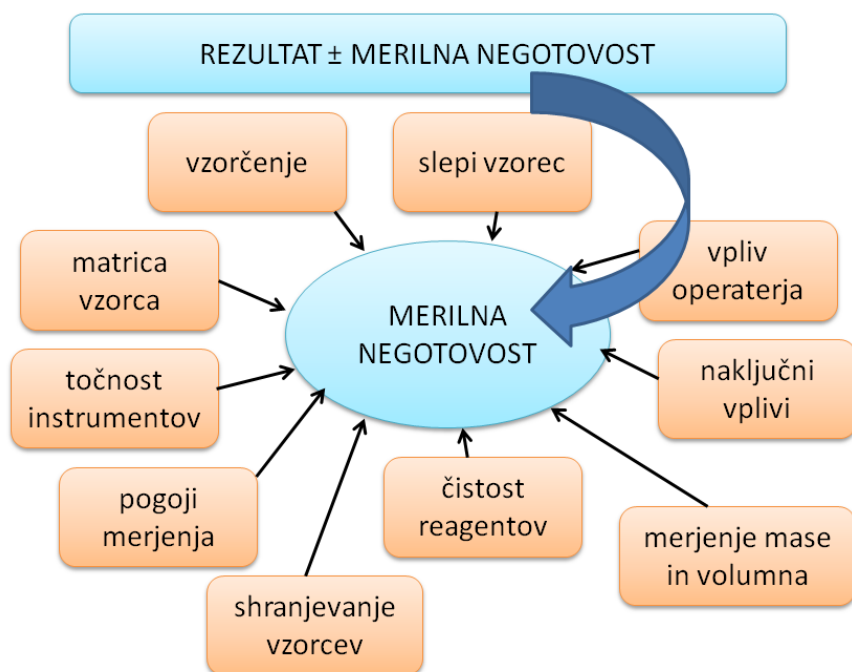 REZULTAT ± MERILNA NEGOTOVOST
vzorčenje
slepi vzorec
matrica
vzorca
vpliv
operaterja
MERILNA
NEGOTOVOST
točnost
instrumentov
naključni
vplivi
pogoji
merjenja
čistost
reagentov
merjenje mase
in volumna
shranjevanje
vzorcev